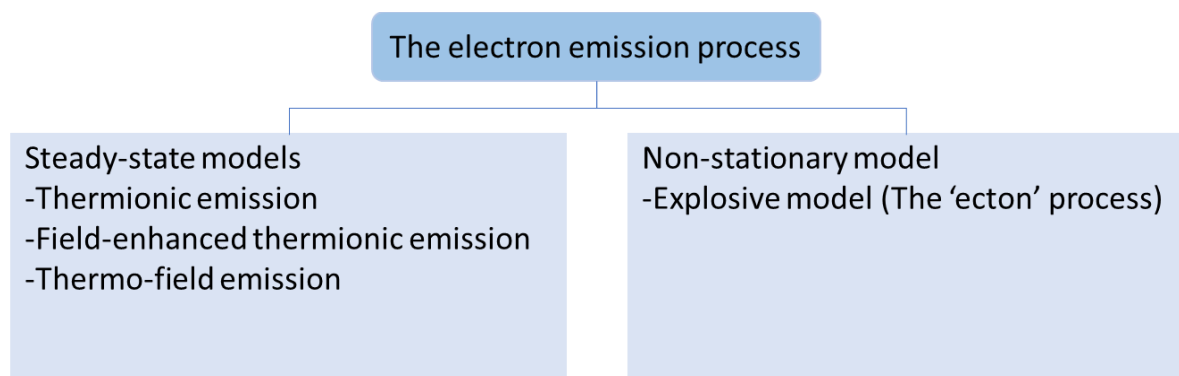 The electron emission process
Steady-state models
-Thermionic emission
-Field-enhanced thermionic emission
-Thermo-field emission
Non-stationary model
-Explosive model (The ‘ecton’ process)